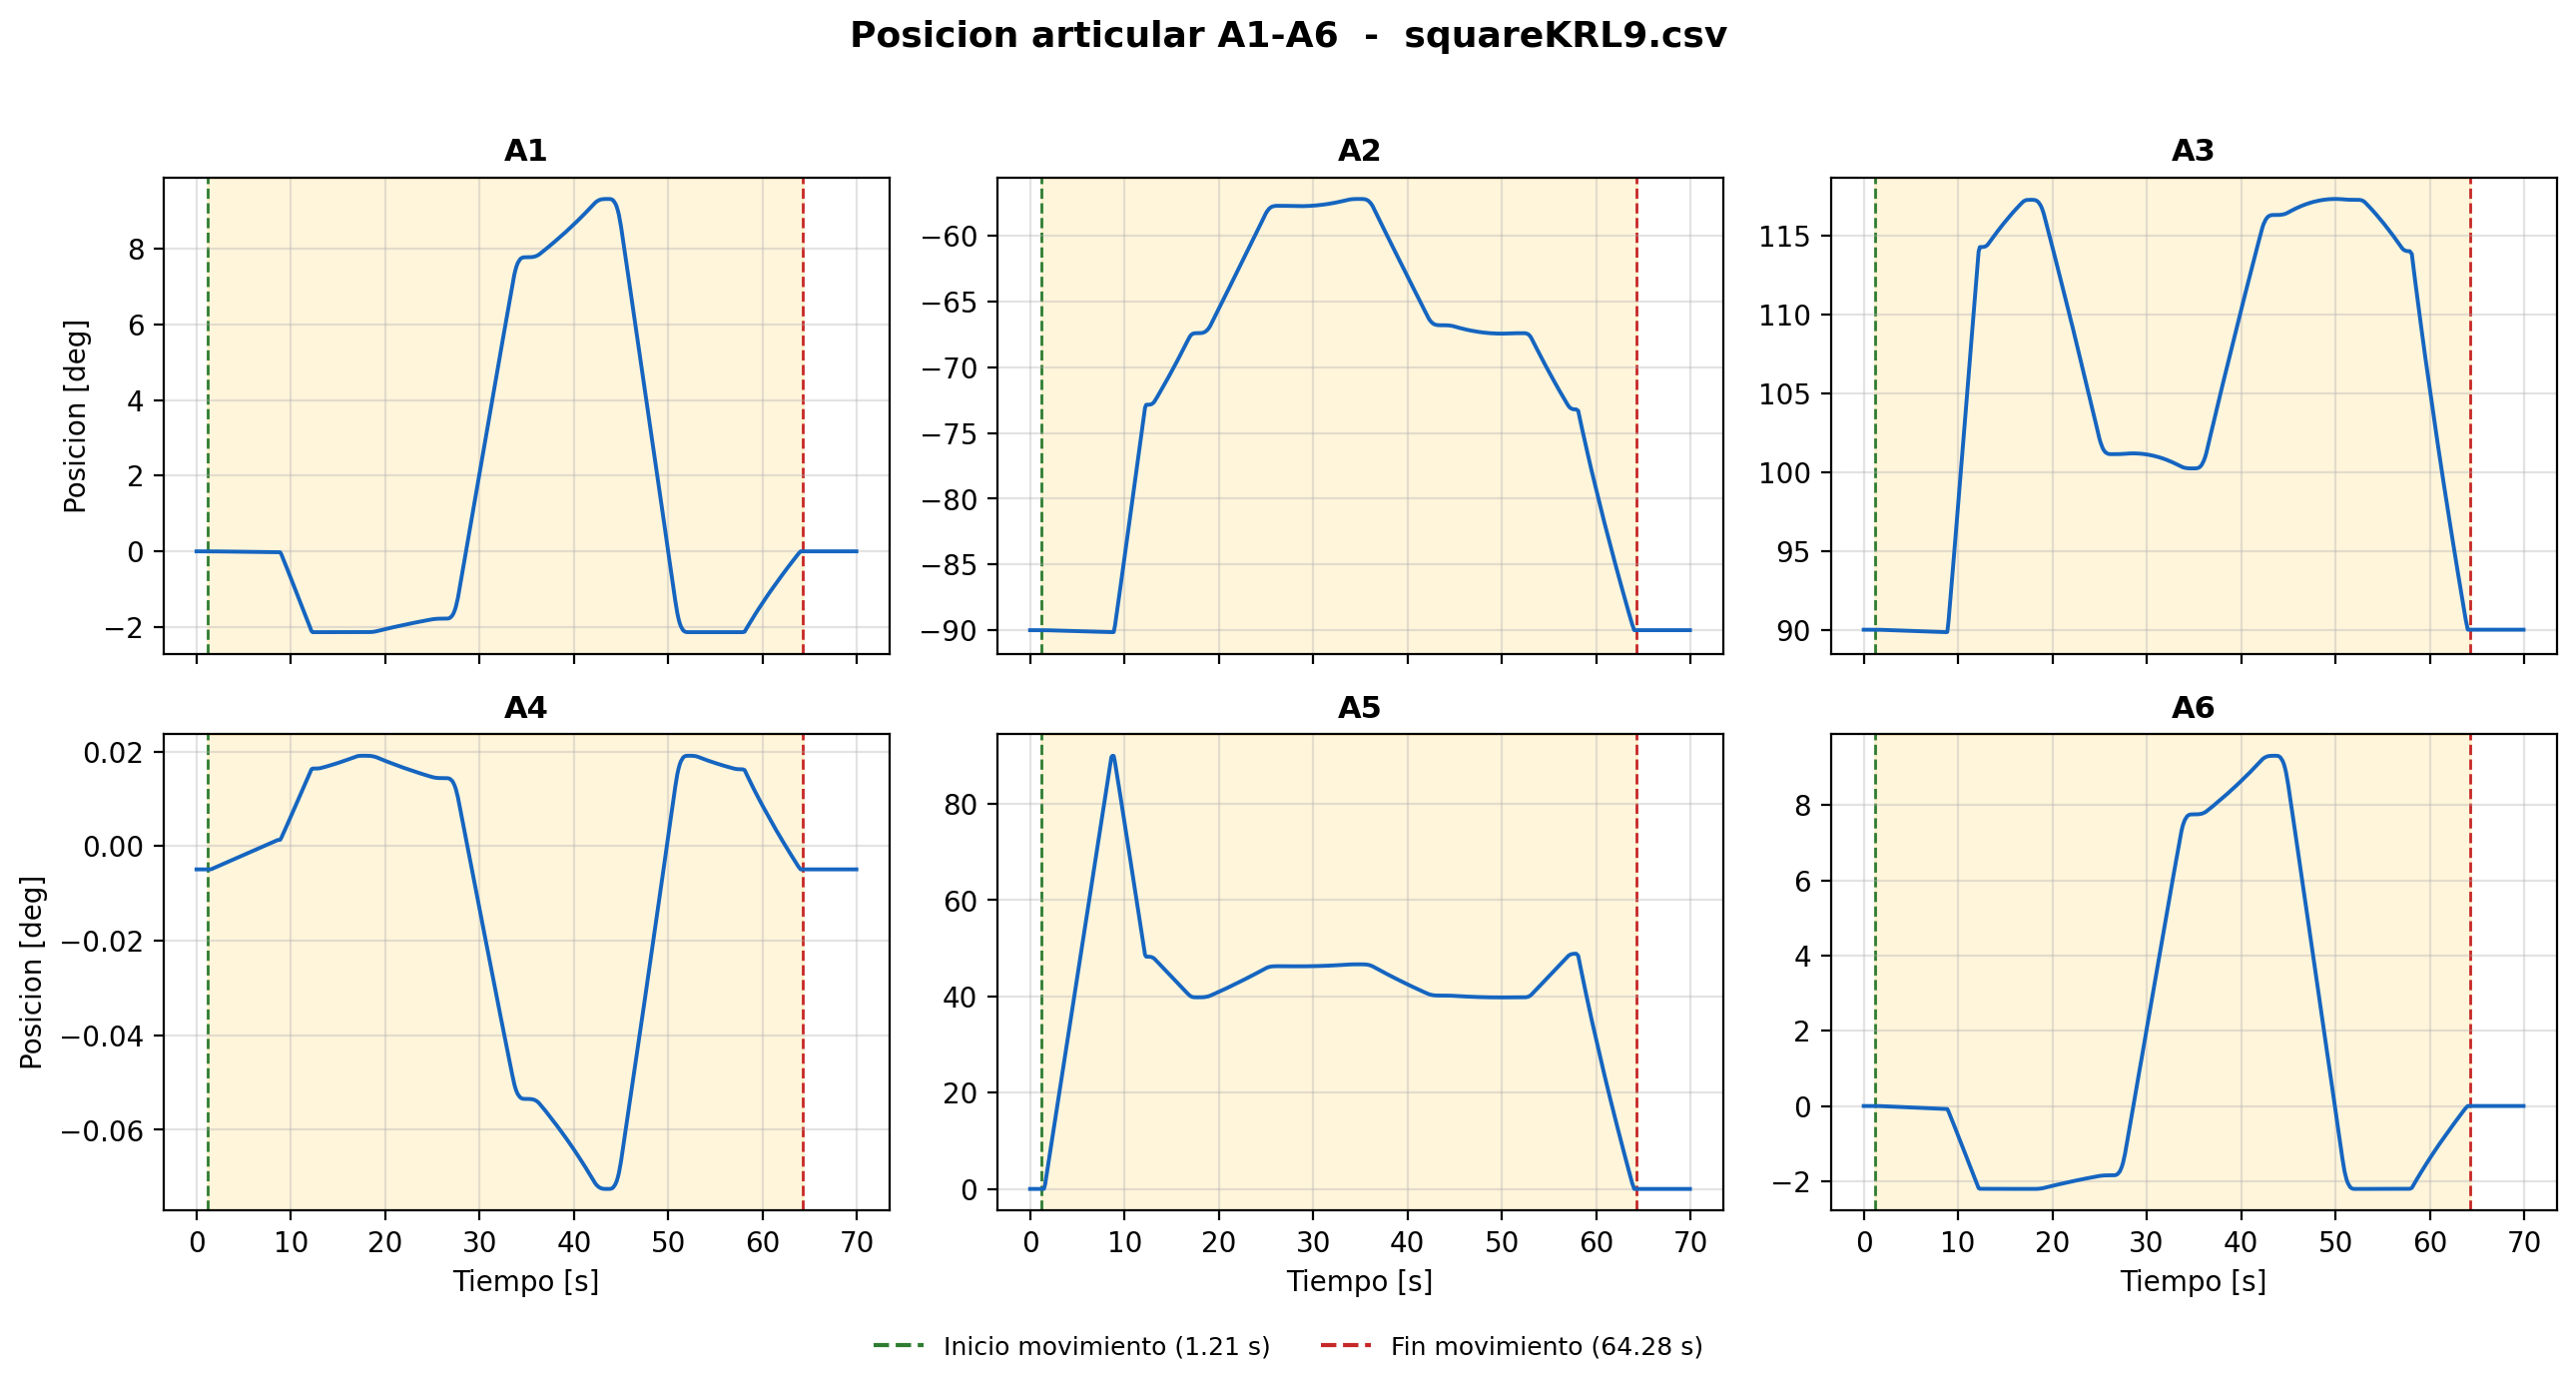 Posicion articular A1-A6  -  squareKRL9.csv
A1
A2
A3
Posicion [deg]
8
6
4
2
0
−2
−60
−65
−70
−75
−80
−85
−90
115
110
105
100
95
90
A4
A5
A6
Posicion [deg]
0.02
0.00
−0.02
−0.04
−0.06
80
60
40
20
0
8
6
4
2
0
−2
0 10 20 30 40 50 60 70
0 10 20 30 40 50 60 70
0 10 20 30 40 50 60 70
Tiempo [s]
Tiempo [s]
Tiempo [s]
Inicio movimiento (1.21 s)
Fin movimiento (64.28 s)